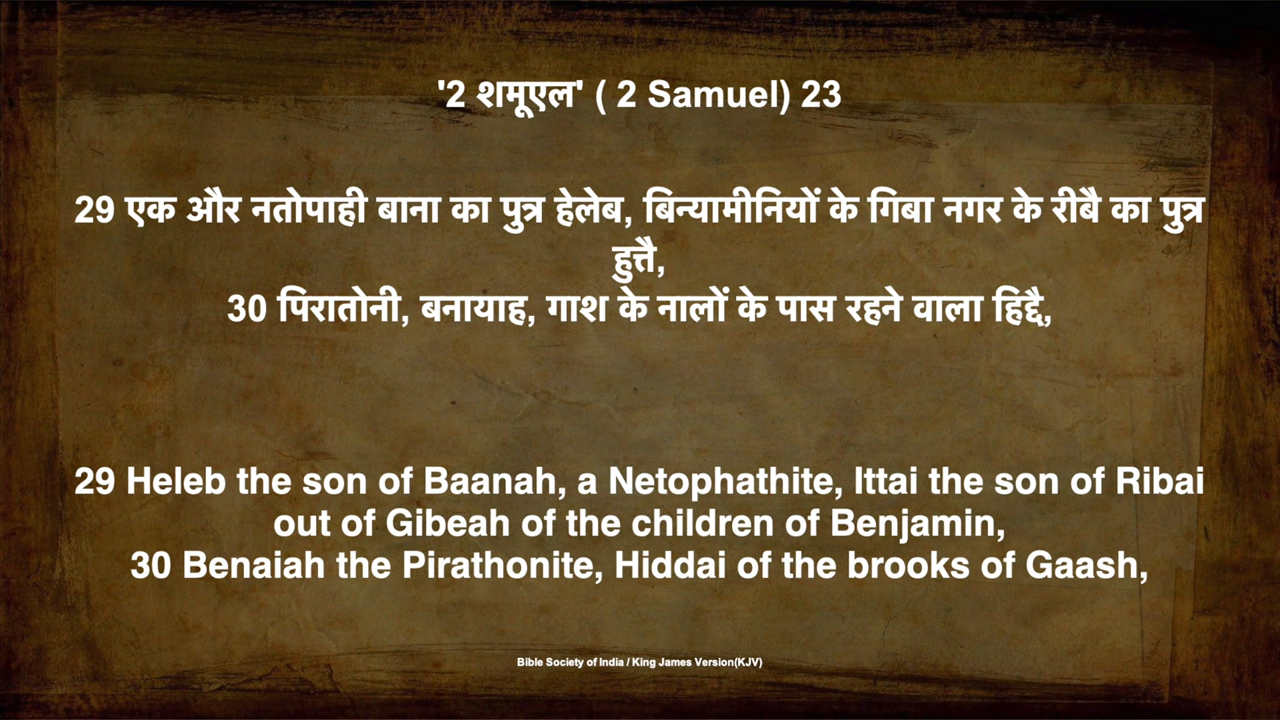 '2 शमूएल' ( 2 Samuel) 23
29 एक और नतोपाही बाना का पुत्र हेलेब, बिन्यामीनियों के गिबा नगर के रीबै का पुत्र
हुत्तै,
30 पिरातोनी, बनायाह, गाश के नालों के पास रहने वाला हिद्दै,
29 Heleb the son of Baanah, a Netophathite, Ittai the son of Ribai
out of Gibeah of the children of Benjamin,
30 Benaiah the Pirathonite, Hiddai of the brooks of Gaash,
Bible Society of India / King James Version(KJV)